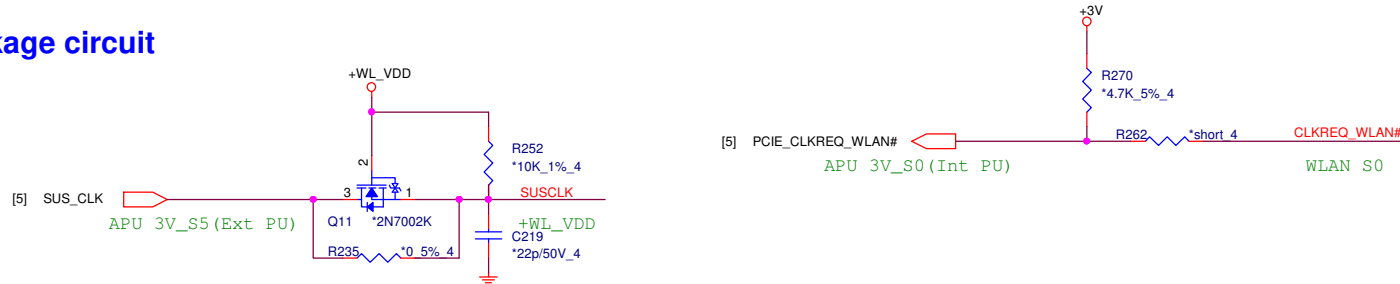 kage circuit
+WL_VDD
R252
*10K_1%_4
2
3
1
[5] SUS_CLK
SUSCLK
APU 3V_S5(Ext PU)
Q11
*2N7002K
+WL_VDD
C219
*22p/50V_4
R235
*0_5%_4
+3V
R270
*4.7K_5%_4
[5] PCIE_CLKREQ_WLAN#
R262
*short_4
CLKREQ_WLAN#
APU 3V_S0(Int PU)
WLAN S0